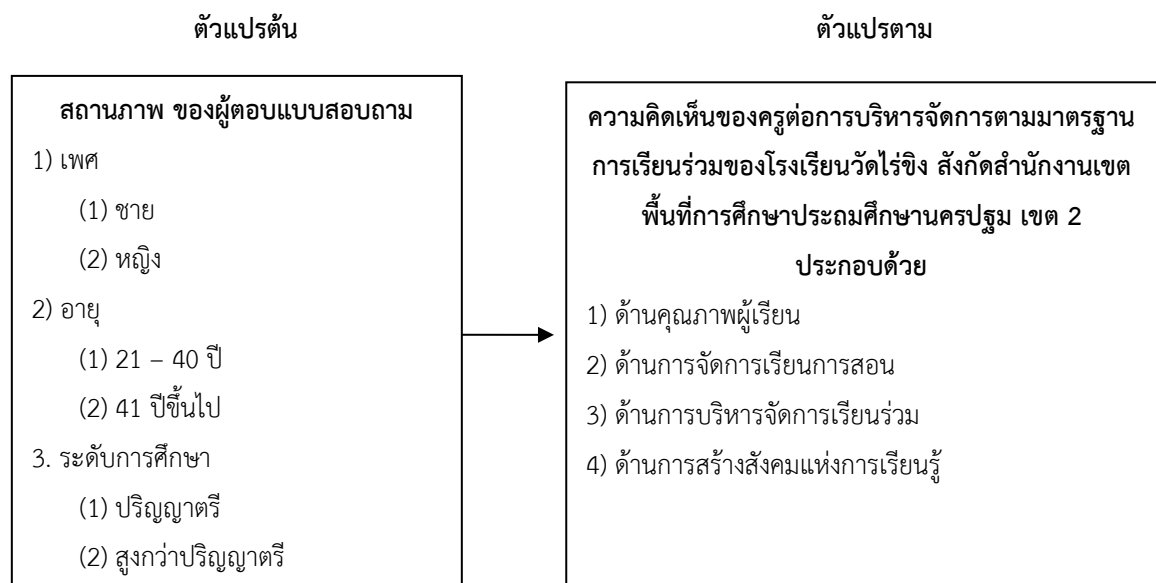 ตัวแปรต้น
ตัวแปรตาม
สถานภาพ ของผู้ตอบแบบสอบถาม
1) เพศ
(1) ชาย
(2) หญิง
2) อายุ
(1) 21 – 40 ปี
(2) 41 ปีขึ้นไป
3. ระดับการศึกษา
(1) ปริญญาตรี
(2) สูงกว่าปริญญาตรี
ความคิดเห็นของครูต่อการบริหารจัดการตามมาตรฐาน
การเรียนร่วมของโรงเรียนวัดไร่ขิง สังกัดสำนักงานเขต
พื้นที่การศึกษาประถมศึกษานครปฐม เขต 2
ประกอบด้วย
1) ด้านคุณภาพผู้เรียน
2) ด้านการจัดการเรียนการสอน
3) ด้านการบริหารจัดการเรียนร่วม
4) ด้านการสร้างสังคมแห่งการเรียนรู้